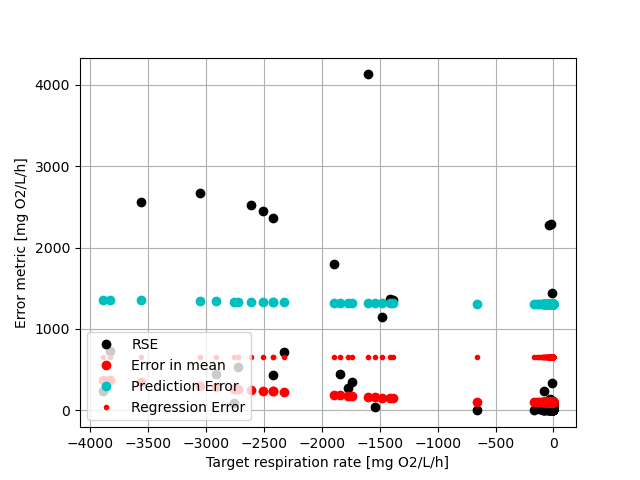 4000
3000
2000
1000
0
Error metric [mg O2/L/h]
RSE
Error in mean
Prediction Error
Regression Error
−4000 −3500 −3000 −2500 −2000 −1500 −1000 −500 0
Target respiration rate [mg O2/L/h]